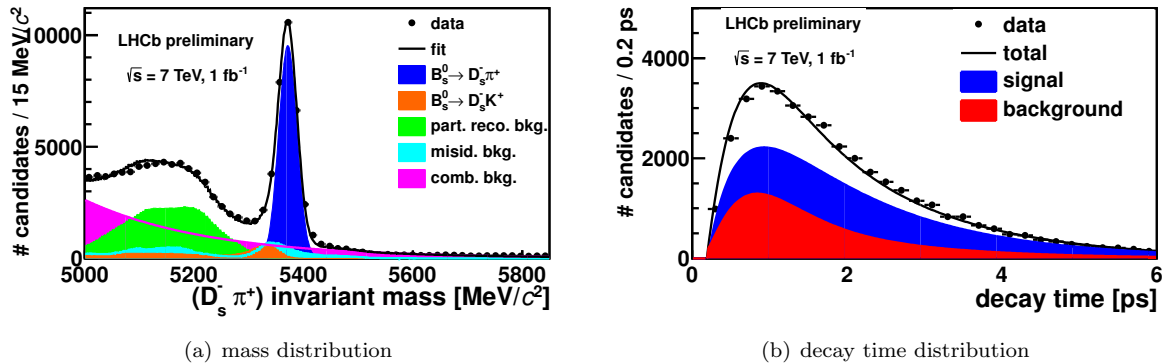 # candidates / 15 MeV/c²
10000
5000
0
5000
5200
5400
5600
5800
(D⁻ₛ π⁺) invariant mass [MeV/c²]
LHCb preliminary
√s = 7 TeV, 1 fb⁻¹
data
fit
B⁰ₛ→ D⁻ₛπ⁺
B⁰ₛ→ D⁻ₛK⁺
part. reco. bkg.
misid. bkg.
comb. bkg.
(a) mass distribution
# candidates / 0.2 ps
4000
2000
0
0
2
4
6
decay time [ps]
LHCb preliminary
√s = 7 TeV, 1 fb⁻¹
data
total
signal
background
(b) decay time distribution